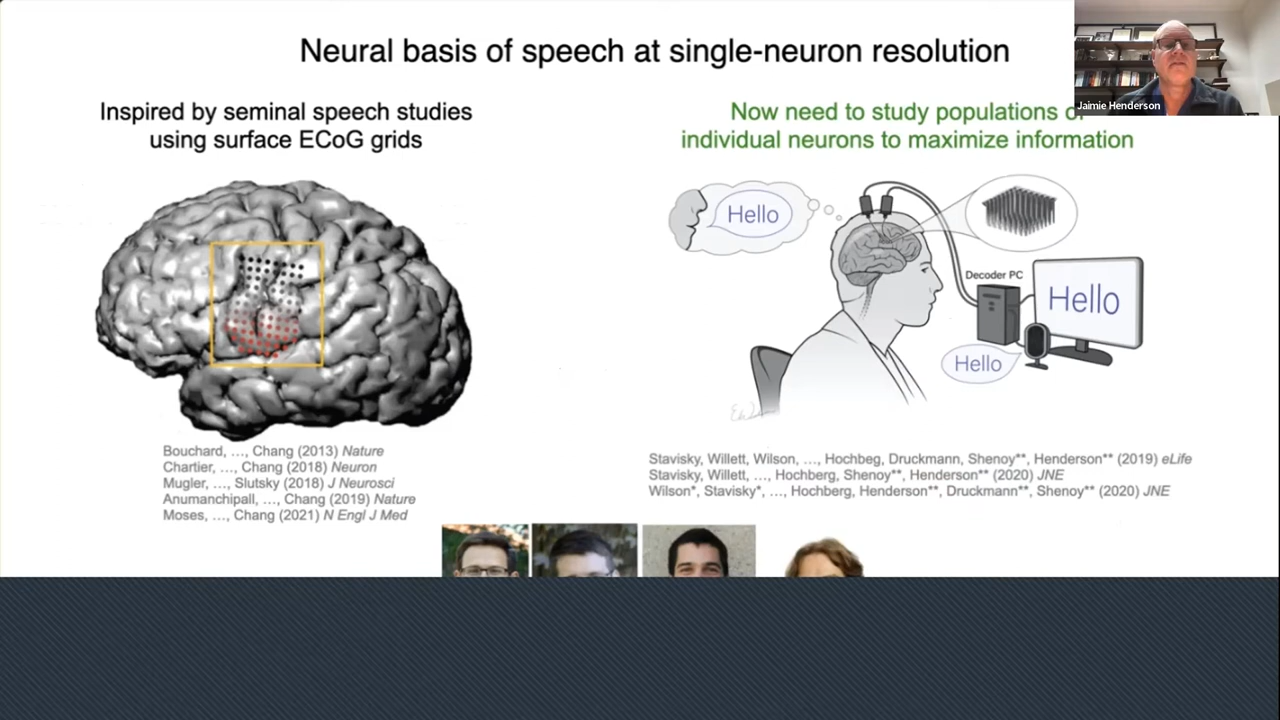 Neural basis of speech at single-neuron resolution
Jaimie Henderson
Inspired by seminal speech studies
using surface ECoG grids
Now need to study populations of
individual neurons to maximize information
Hello
Decoder PC
Hello
Hello
Bouchard, …, Chang (2013) Nature
Chartier, …, Chang (2018) Neuron
Mugler, …, Slutsky (2018) J Neurosci
Anumanchipall, …, Chang (2019) Nature
Moses, …, Chang (2021) N Engl J Med
Stavisky, Willett, Wilson, …, Hochbeg, Druckmann, Shenoy**, Henderson** (2019) eLife
Stavisky, Willett, …, Hochberg, Shenoy**, Henderson** (2020) JNE
Wilson*, Stavisky*, …, Hochberg, Henderson**, Druckmann**, Shenoy** (2020) JNE